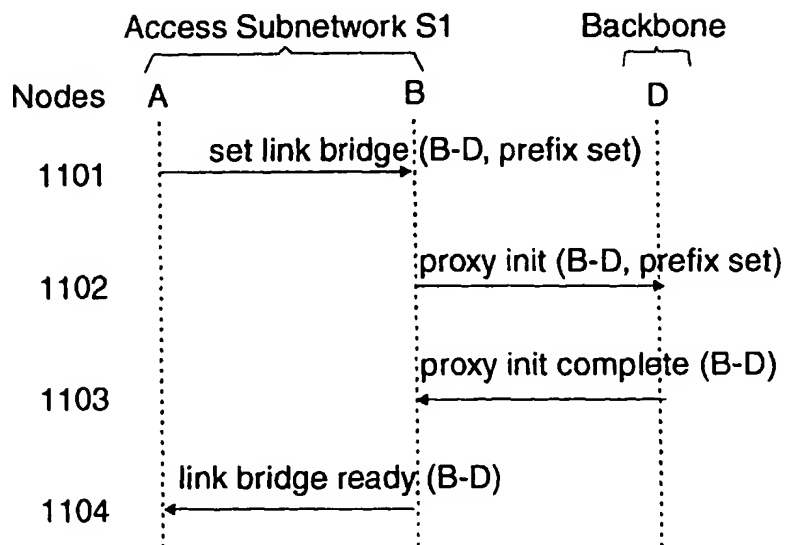 Access Subnetwork S1
Backbone
Nodes A B D
set link bridge (B-D, prefix set)
1101
proxy init (B-D, prefix set)
1102
proxy init complete (B-D)
1103
link bridge ready (B-D)
1104